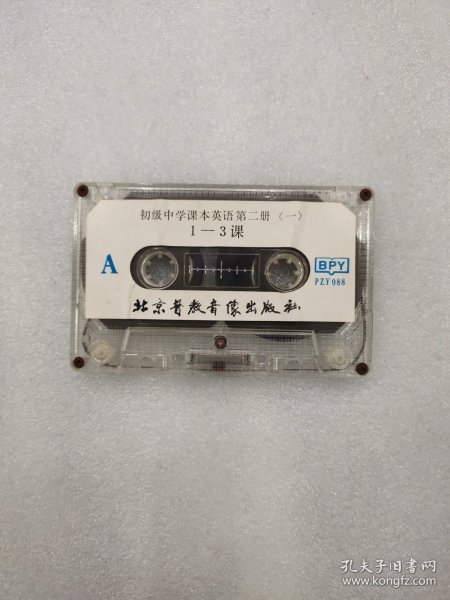 初级中学课本英语第二册〈一〉
1—3课
A
BPY
PZY088
北京普教音像出版社
孔夫子旧书网
www.kongfz.com